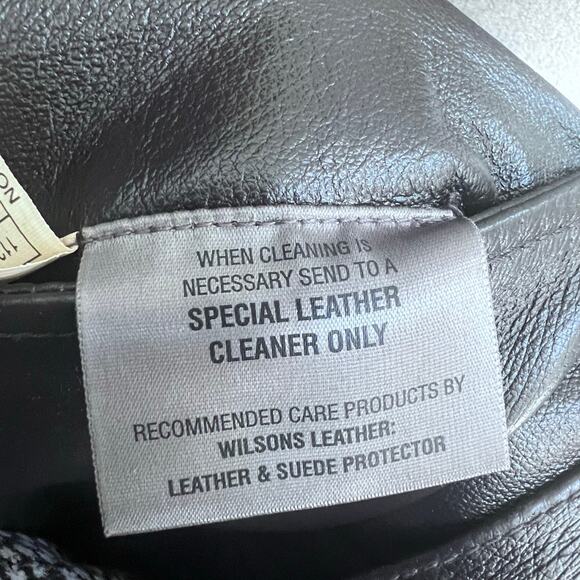 WHEN CLEANING IS
NECESSARY SEND TO A
SPECIAL LEATHER
CLEANER ONLY
RECOMMENDED CARE PRODUCTS BY
WILSONS LEATHER:
LEATHER & SUEDE PROTECTOR